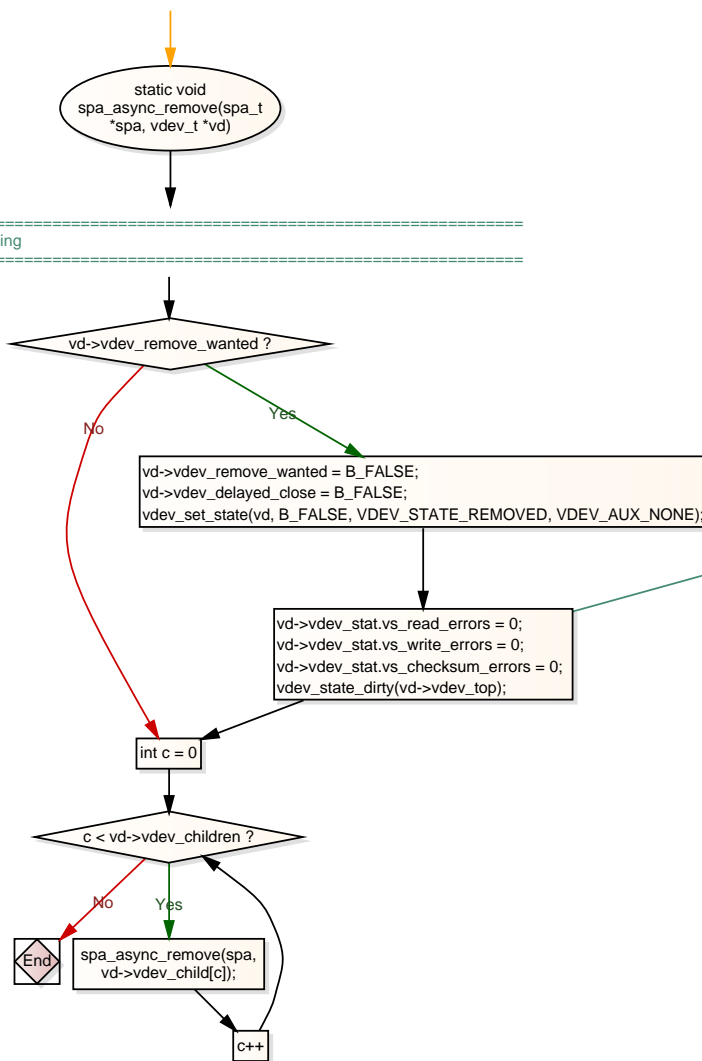 static void
spa_async_remove(spa_t
*spa, vdev_t *vd)
==========================================================
ing
==========================================================
vd->vdev_remove_wanted ?
Yes
No
vd->vdev_remove_wanted = B_FALSE;
vd->vdev_delayed_close = B_FALSE;
vdev_set_state(vd, B_FALSE, VDEV_STATE_REMOVED, VDEV_AUX_NONE);
vd->vdev_stat.vs_read_errors = 0;
vd->vdev_stat.vs_write_errors = 0;
vd->vdev_stat.vs_checksum_errors = 0;
vdev_state_dirty(vd->vdev_top);
int c = 0
c < vd->vdev_children ?
No
Yes
End
spa_async_remove(spa,
vd->vdev_child[c]);
c++